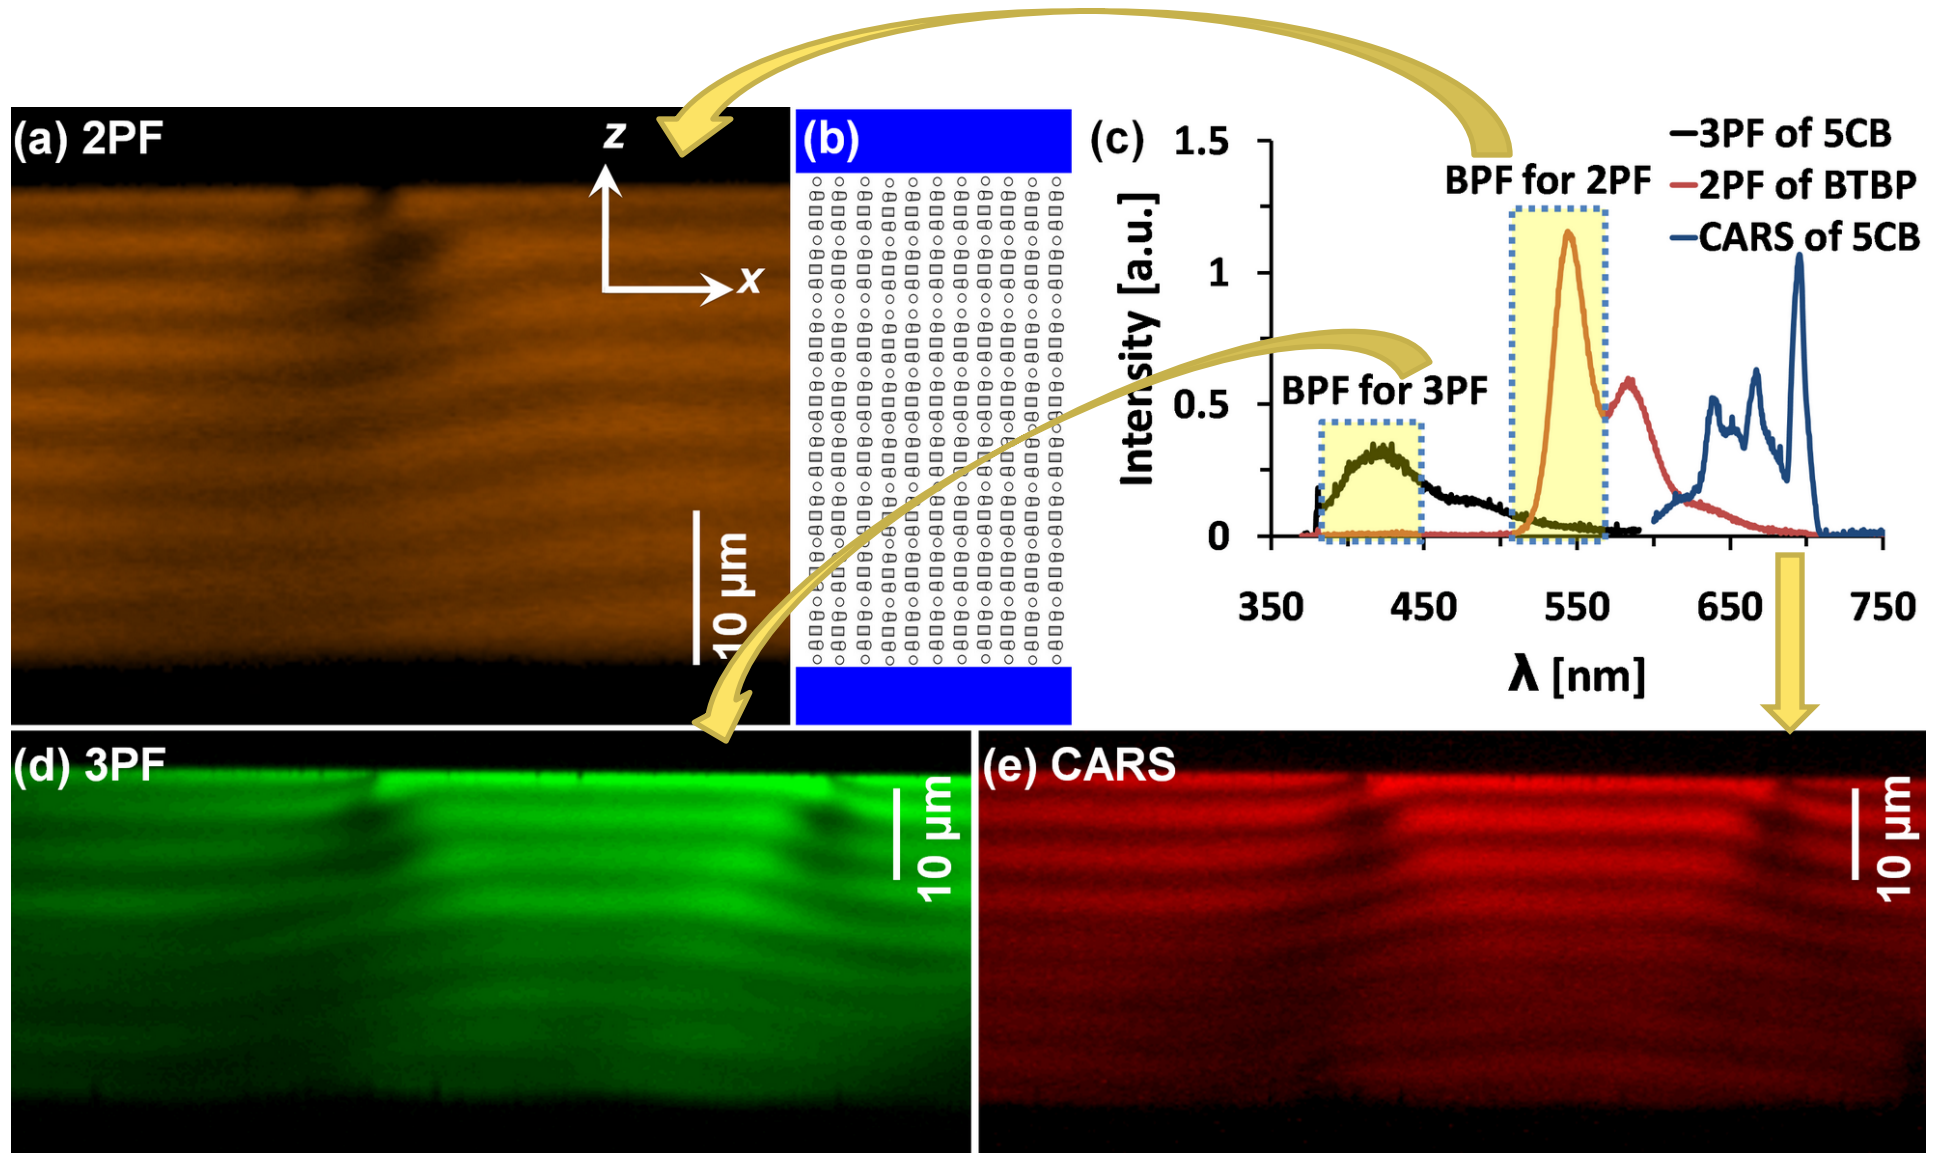 (a) 2PF
z
x
10 µm
(b)
(c)
1.5
1
0.5
0
Intensity [a.u.]
BPF for 2PF
BPF for 3PF
3PF of 5CB
2PF of BTBP
CARS of 5CB
350 450 550 650 750
λ [nm]
(d) 3PF
10 µm
(e) CARS
10 µm